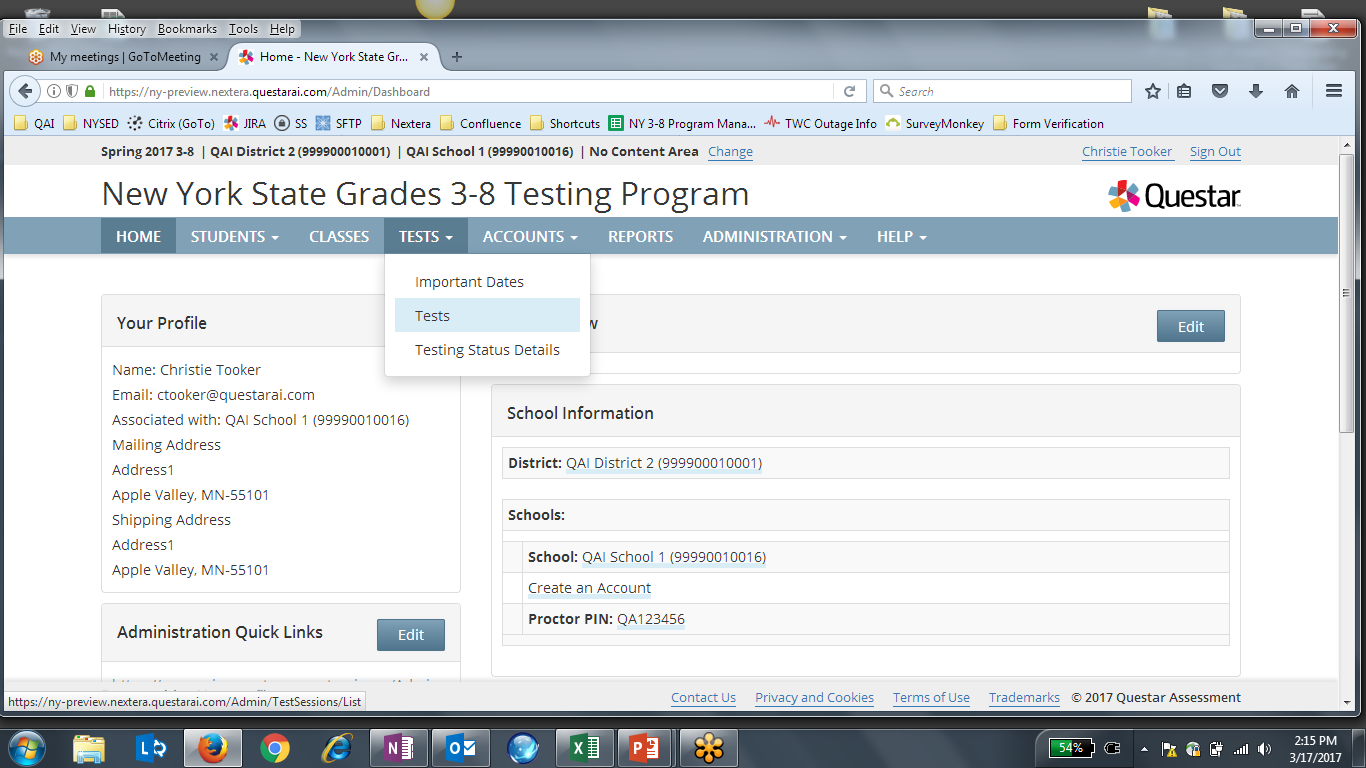 File Edit View History Bookmarks Tools Help
My meetings | GoToMeeting
Home - New York State Gr...
https://ny-preview.nextera.questarai.com/Admin/Dashboard
Search
QAI NYSED Citrix (GoTo) JIRA SS SFTP Nextera Confluence Shortcuts NY 3-8 Program Mana... TWC Outage Info SurveyMonkey Form Verification
Spring 2017 3-8 | QAI District 2 (999900010001) | QAI School 1 (99990010016) | No Content Area Change
Christie Tooker Sign Out
New York State Grades 3-8 Testing Program
Questar
HOME STUDENTS CLASSES TESTS ACCOUNTS REPORTS ADMINISTRATION HELP
Important Dates
Tests
Testing Status Details
Your Profile
Name: Christie Tooker
Email: ctooker@questarai.com
Associated with: QAI School 1 (99990010016)
Mailing Address
Address1
Apple Valley, MN-55101
Shipping Address
Address1
Apple Valley, MN-55101
Administration Quick Links
Edit
Edit
School Information
District: QAI District 2 (999900010001)
Schools:
School: QAI School 1 (99990010016)
Create an Account
Proctor PIN: QA123456
https://ny-preview.nextera.questarai.com/Admin/TestSessions/List
Contact Us Privacy and Cookies Terms of Use Trademarks © 2017 Questar Assessment
54%
2:15 PM
3/17/2017